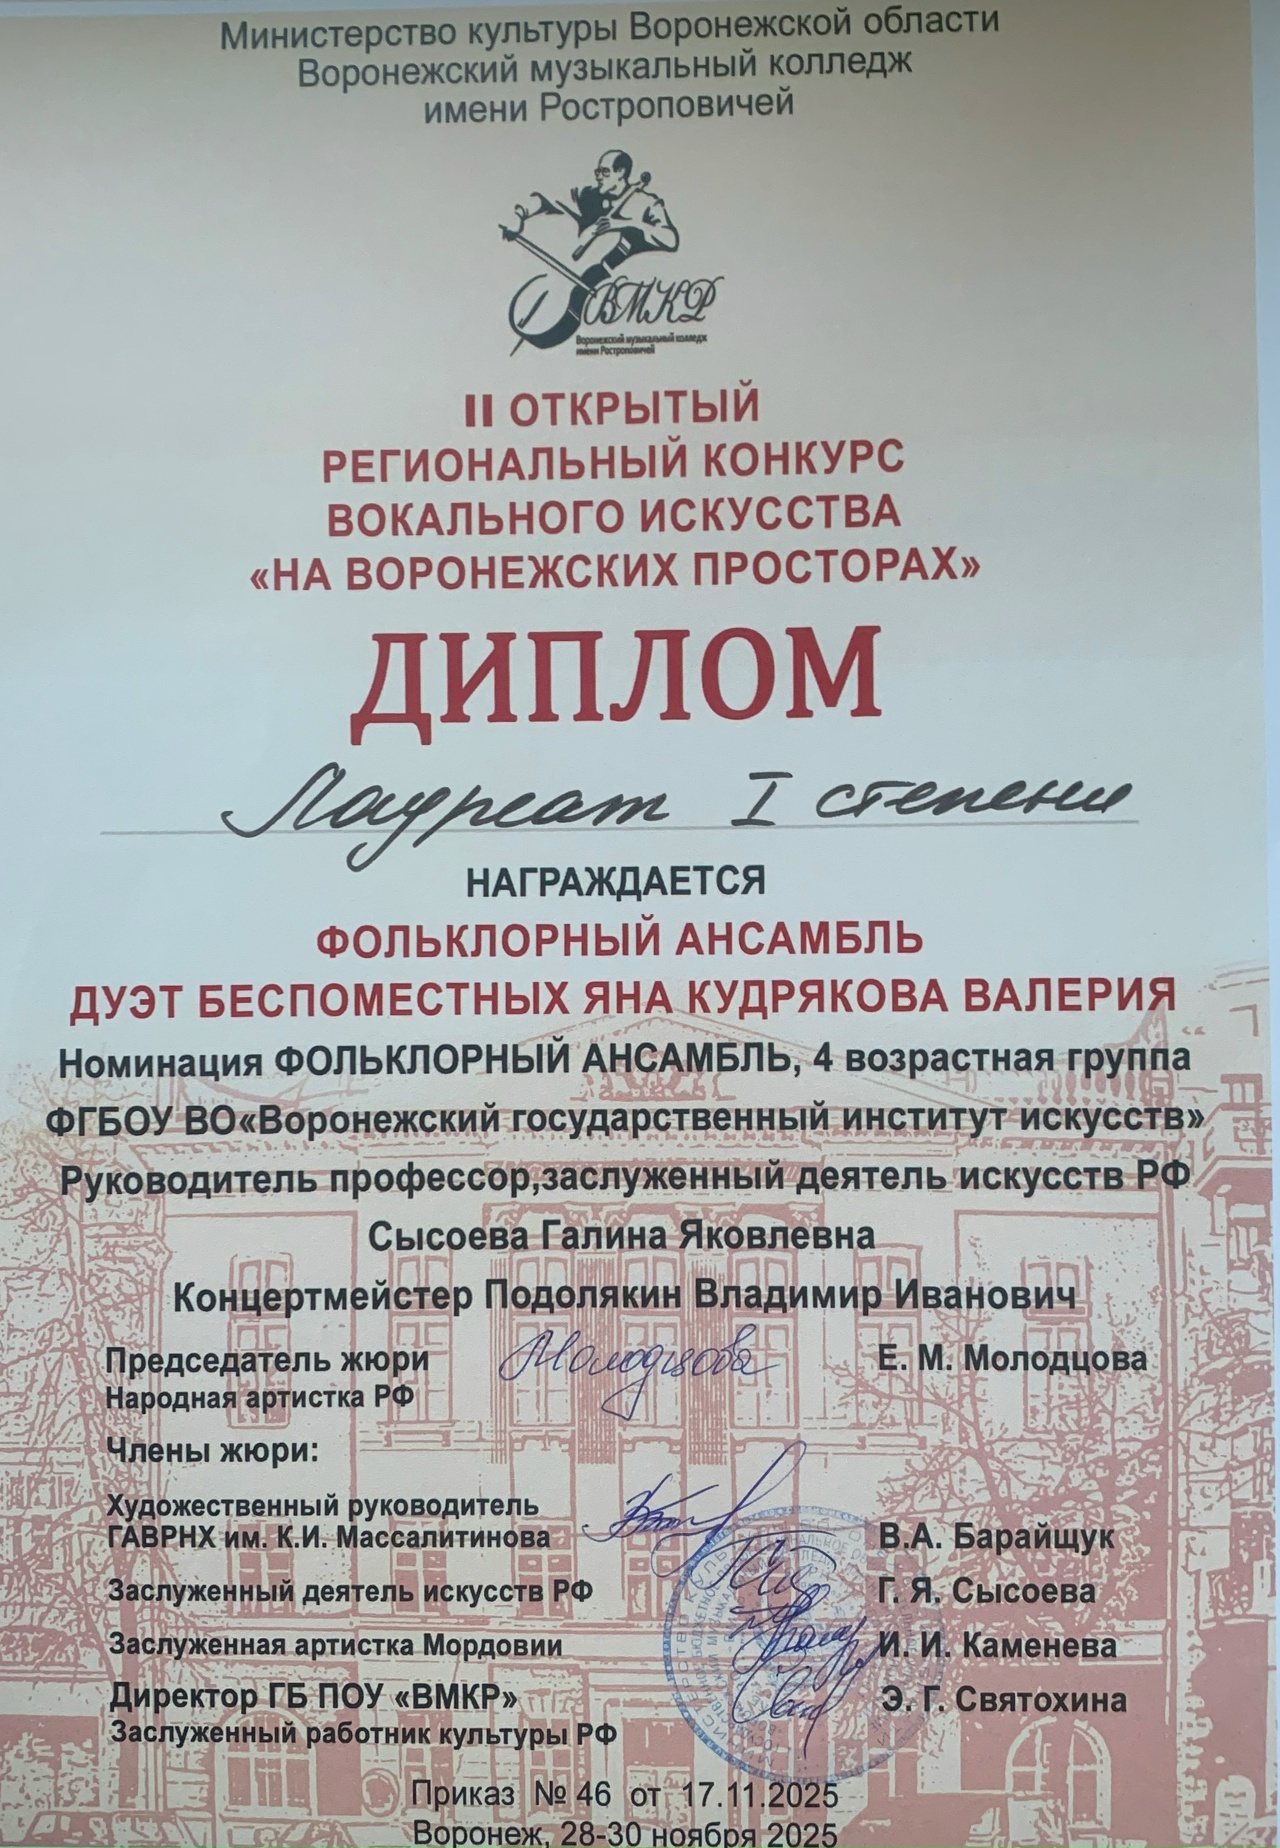 Министерство культуры Воронежской области
Воронежский музыкальный колледж
имени Ростроповичей
ВМКР
Воронежский музыкальный колледж
имени Ростроповичей
II ОТКРЫТЫЙ
РЕГИОНАЛЬНЫЙ КОНКУРС
ВОКАЛЬНОГО ИСКУССТВА
«НА ВОРОНЕЖСКИХ ПРОСТОРАХ»
ДИПЛОМ
Лауреат I степени
НАГРАЖДАЕТСЯ
ФОЛЬКЛОРНЫЙ АНСАМБЛЬ
ДУЭТ БЕСПОМЕСТНЫХ ЯНА КУДРЯКОВА ВАЛЕРИЯ
Номинация ФОЛЬКЛОРНЫЙ АНСАМБЛЬ, 4 возрастная группа
ФГБОУ ВО«Воронежский государственный институт искусств»
Руководитель профессор,заслуженный деятель искусств РФ
Сысоева Галина Яковлевна
Концертмейстер Подолякин Владимир Иванович
Председатель жюри Молодцова Е. М. Молодцова
Народная артистка РФ
Члены жюри:
Художественный руководитель
ГАВРНХ им. К.И. Массалитинова В.А. Барайщук
Заслуженный деятель искусств РФ Г. Я. Сысоева
Заслуженная артистка Мордовии И. И. Каменева
Директор ГБ ПОУ «ВМКР» Э. Г. Святохина
Заслуженный работник культуры РФ
Приказ № 46 от 17.11.2025
Воронеж, 28-30 ноября 2025